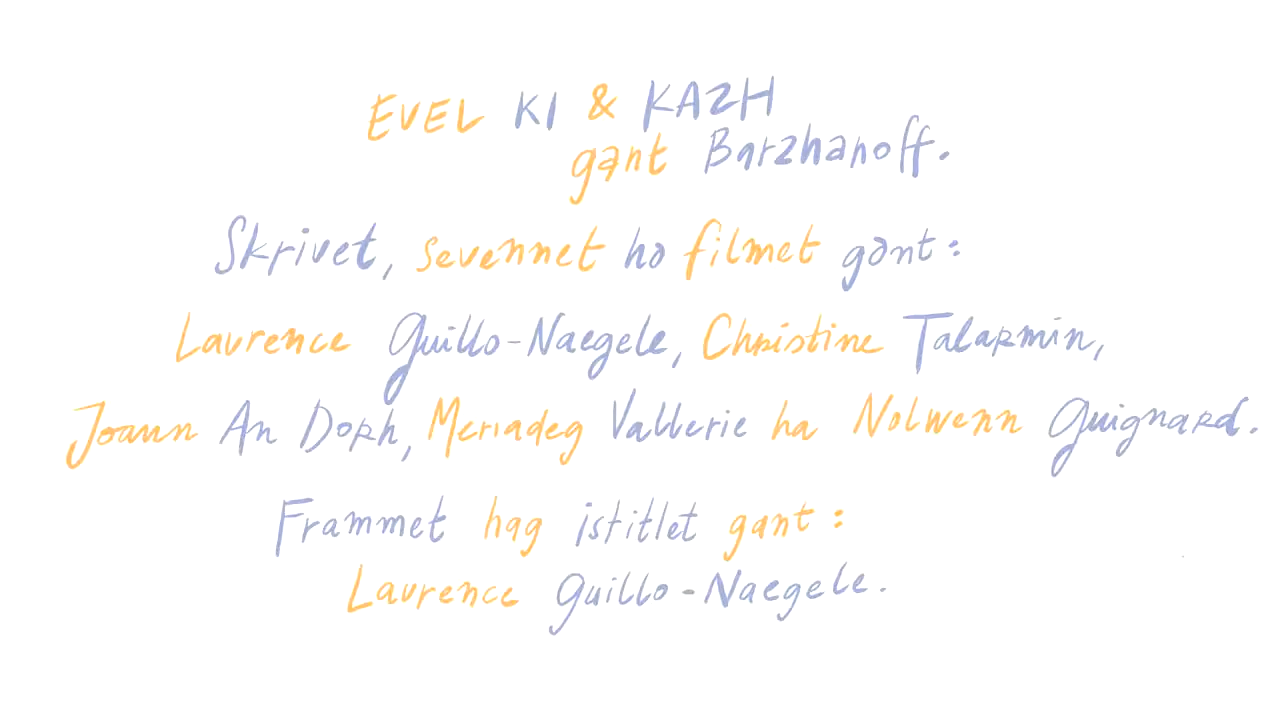 EVEL KI & KAZH
gant Barzhanoff.
Skrivet, sevennet ha filmet gant:
Laurence Guillo-Naegele, Christine Talarmin,
Joann An Dorh, Meriadeg Vallerie ha Nolwenn Guignard.
Frammet hag istitlet gant:
Laurence Guillo-Naegele.